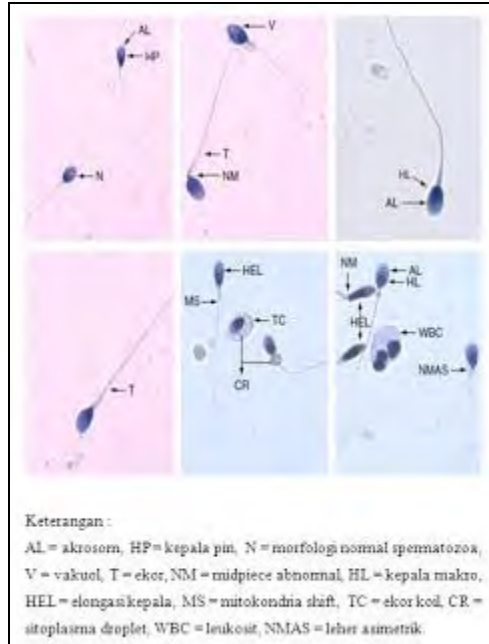 AL
HP
N
V
T
NM
HL
AL
T
HEL
MS
TC
CR
NM
AL
HL
HEL
WBC
NMAS
Keterangan :
AL = akrosom, HP = kepala pin, N = morfologi normal spermatozoa,
V = vakuol, T = ekor, NM = midpiece abnormal, HL = kepala makro,
HEL = elongasi kepala, MS = mitokondria shift, TC = ekor koil, CR =
sitoplasma droplet, WBC = leukosit, NMAS = leher asimetrik